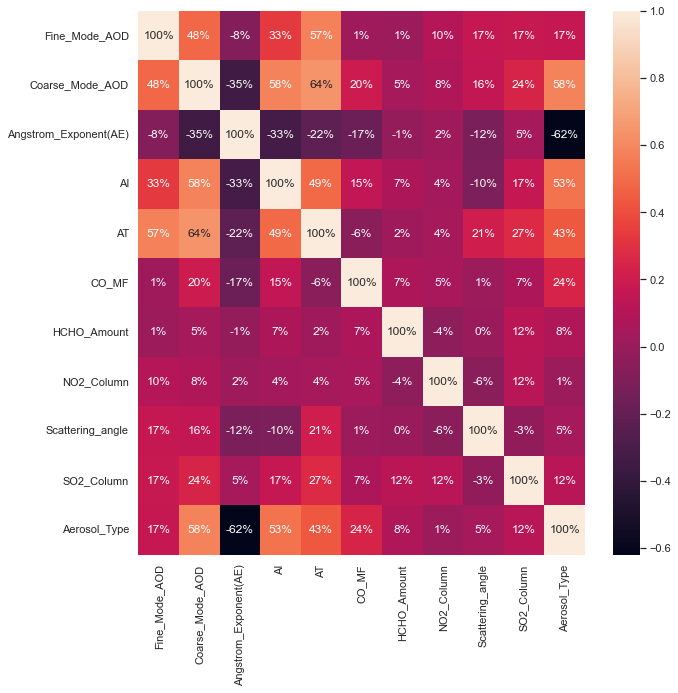 Fine_Mode_AOD 100% 48% -8% 33% 57% 1% 1% 10% 17% 17% 17%
Coarse_Mode_AOD 48% 100% -35% 58% 64% 20% 5% 8% 16% 24% 58%
Angstrom_Exponent(AE) -8% -35% 100% -33% -22% -17% -1% 2% -12% 5% -62%
AI 33% 58% -33% 100% 49% 15% 7% 4% -10% 17% 53%
AT 57% 64% -22% 49% 100% -6% 2% 4% 21% 27% 43%
CO_MF 1% 20% -17% 15% -6% 100% 7% 5% 1% 7% 24%
HCHO_Amount 1% 5% -1% 7% 2% 7% 100% -4% 0% 12% 8%
NO2_Column 10% 8% 2% 4% 4% 5% -4% 100% -6% 12% 1%
Scattering_angle 17% 16% -12% -10% 21% 1% 0% -6% 100% -3% 5%
SO2_Column 17% 24% 5% 17% 27% 7% 12% 12% -3% 100% 12%
Aerosol_Type 17% 58% -62% 53% 43% 24% 8% 1% 5% 12% 100%
Fine_Mode_AOD
Coarse_Mode_AOD
Angstrom_Exponent(AE)
AI
AT
CO_MF
HCHO_Amount
NO2_Column
Scattering_angle
SO2_Column
Aerosol_Type
1.0
0.8
0.6
0.4
0.2
0.0
−0.2
−0.4
−0.6